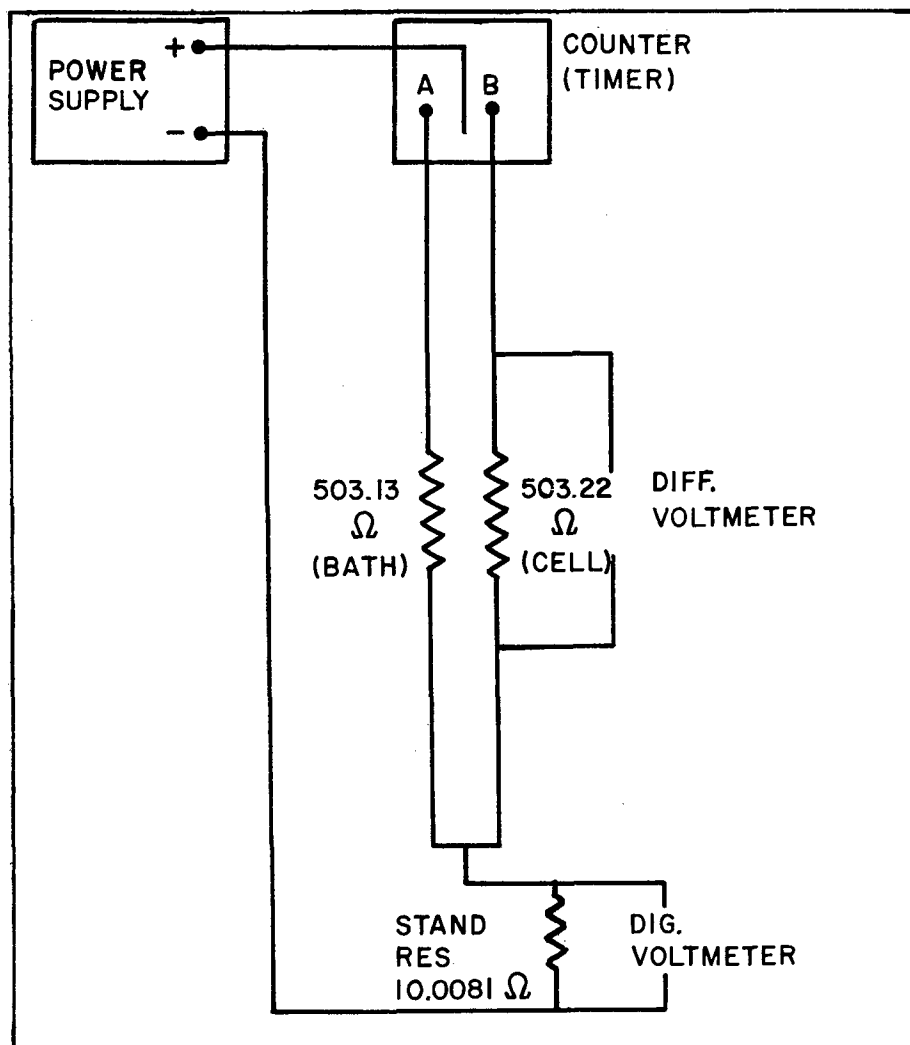 POWER
SUPPLY
+
-
COUNTER
(TIMER)
A
B
503.13
Ω
(BATH)
503.22
Ω
(CELL)
DIFF.
VOLTMETER
STAND
RES
10.0081 Ω
DIG.
VOLTMETER